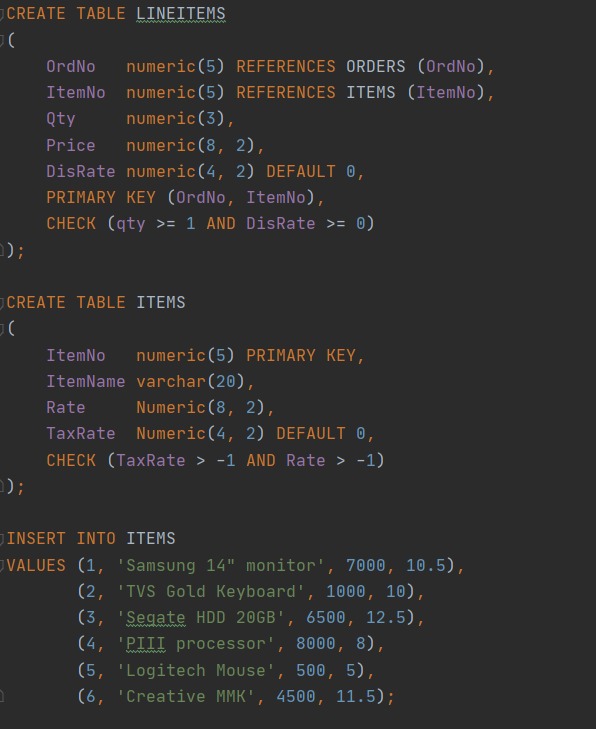 CREATE TABLE LINEITEMS
(
    OrdNo   numeric(5) REFERENCES ORDERS (OrdNo),
    ItemNo  numeric(5) REFERENCES ITEMS (ItemNo),
    Qty     numeric(3),
    Price   numeric(8, 2),
    DisRate numeric(4, 2) DEFAULT 0,
    PRIMARY KEY (OrdNo, ItemNo),
    CHECK (qty >= 1 AND DisRate >= 0)
);

CREATE TABLE ITEMS
(
    ItemNo   numeric(5) PRIMARY KEY,
    ItemName varchar(20),
    Rate     Numeric(8, 2),
    TaxRate  Numeric(4, 2) DEFAULT 0,
    CHECK (TaxRate > -1 AND Rate > -1)
);

INSERT INTO ITEMS
VALUES (1, 'Samsung 14" monitor', 7000, 10.5),
       (2, 'TVS Gold Keyboard', 1000, 10),
       (3, 'Segate HDD 20GB', 6500, 12.5),
       (4, 'PIII processor', 8000, 8),
       (5, 'Logitech Mouse', 500, 5),
       (6, 'Creative MMK', 4500, 11.5);